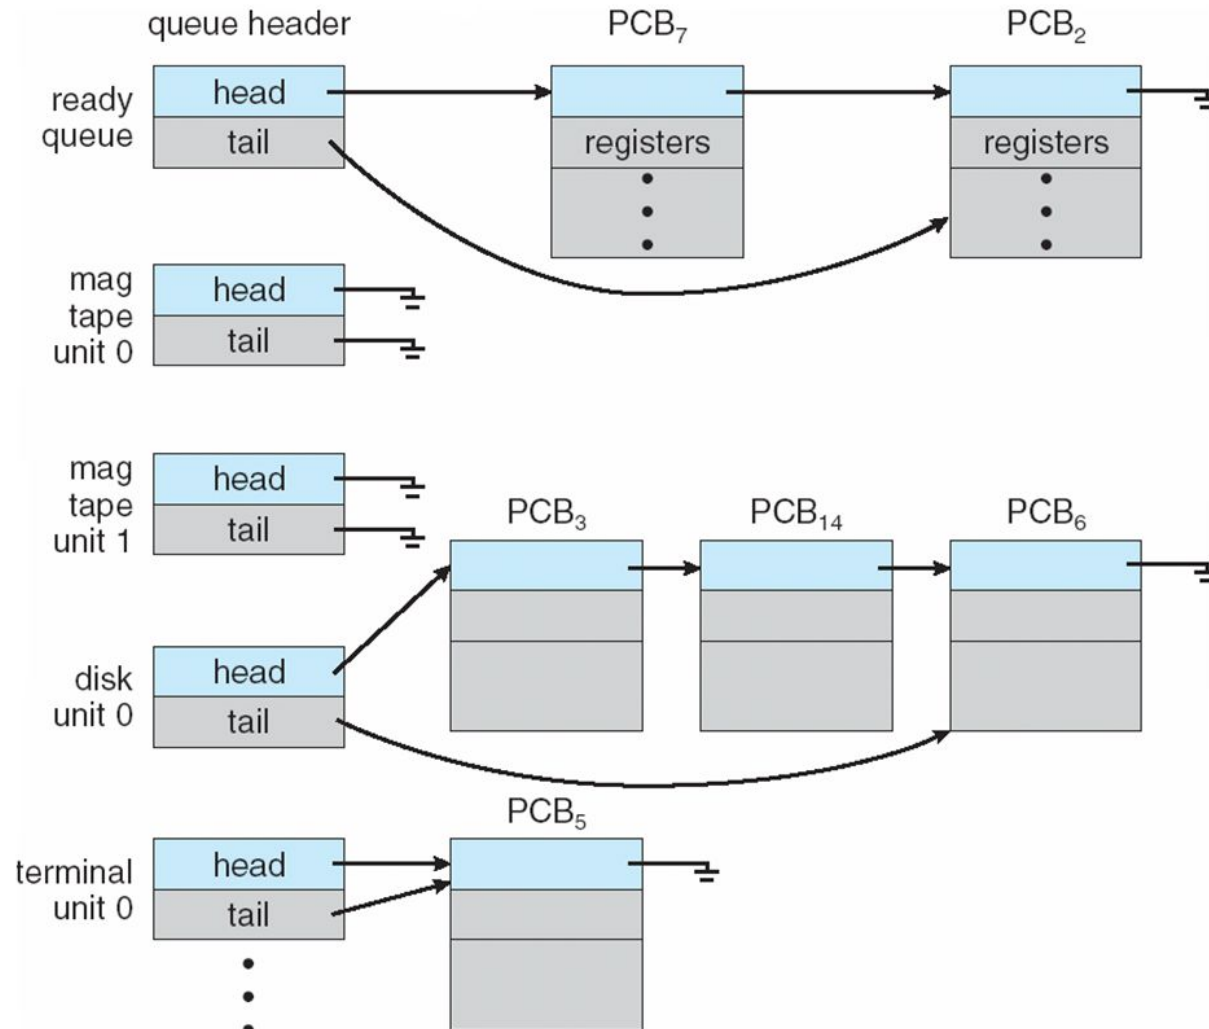 queue header
PCB₇
PCB₂
ready
queue
head
tail
registers
registers
mag
tape
unit 0
head
tail
mag
tape
unit 1
head
tail
PCB₃
PCB₁₄
PCB₆
disk
unit 0
head
tail
PCB₅
terminal
unit 0
head
tail